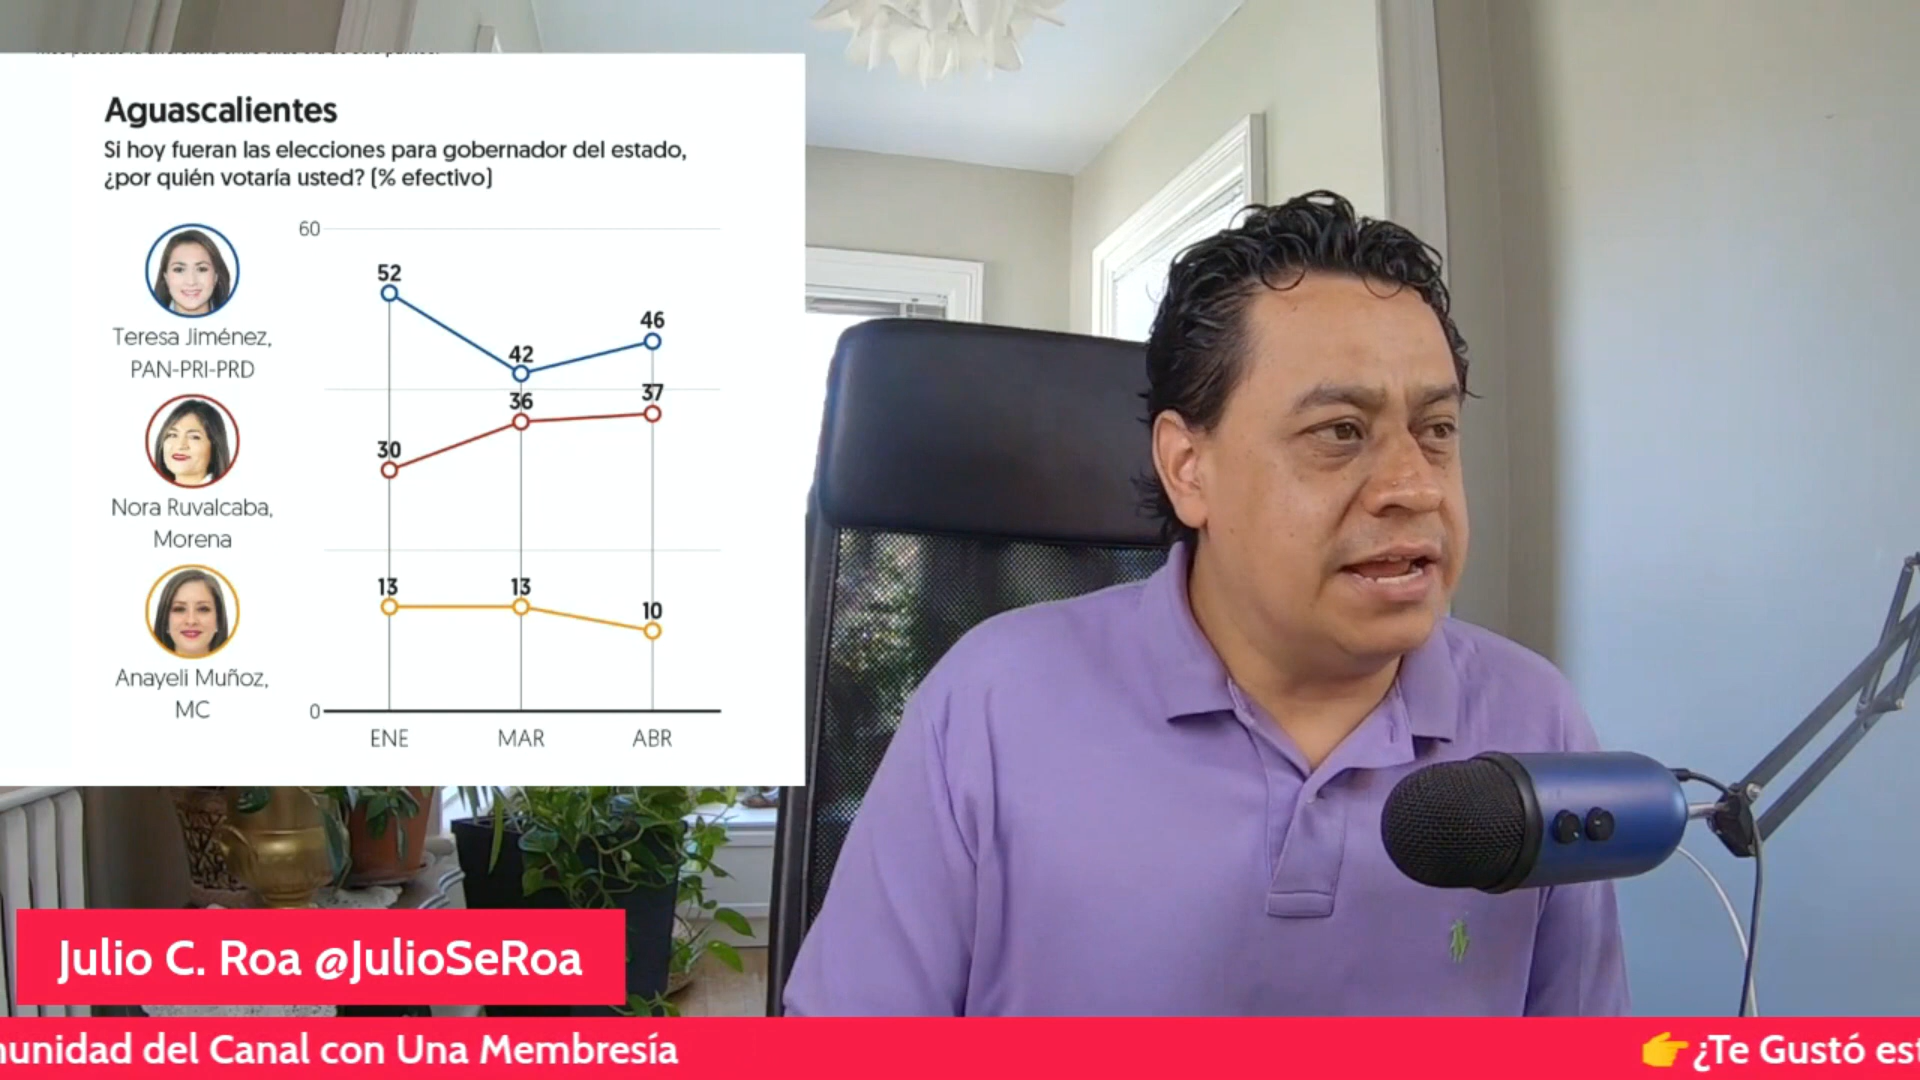 Aguascalientes
Si hoy fueran las elecciones para gobernador del estado,
¿por quién votaría usted? (% efectivo)
60
52
46
42
37
36
30
13
13
10
0
Teresa Jiménez,
PAN-PRI-PRD
Nora Ruvalcaba,
Morena
Anayeli Muñoz,
MC
ENE MAR ABR
Julio C. Roa @JulioSeRoa
munidad del Canal con Una Membresía
👉¿Te Gustó est